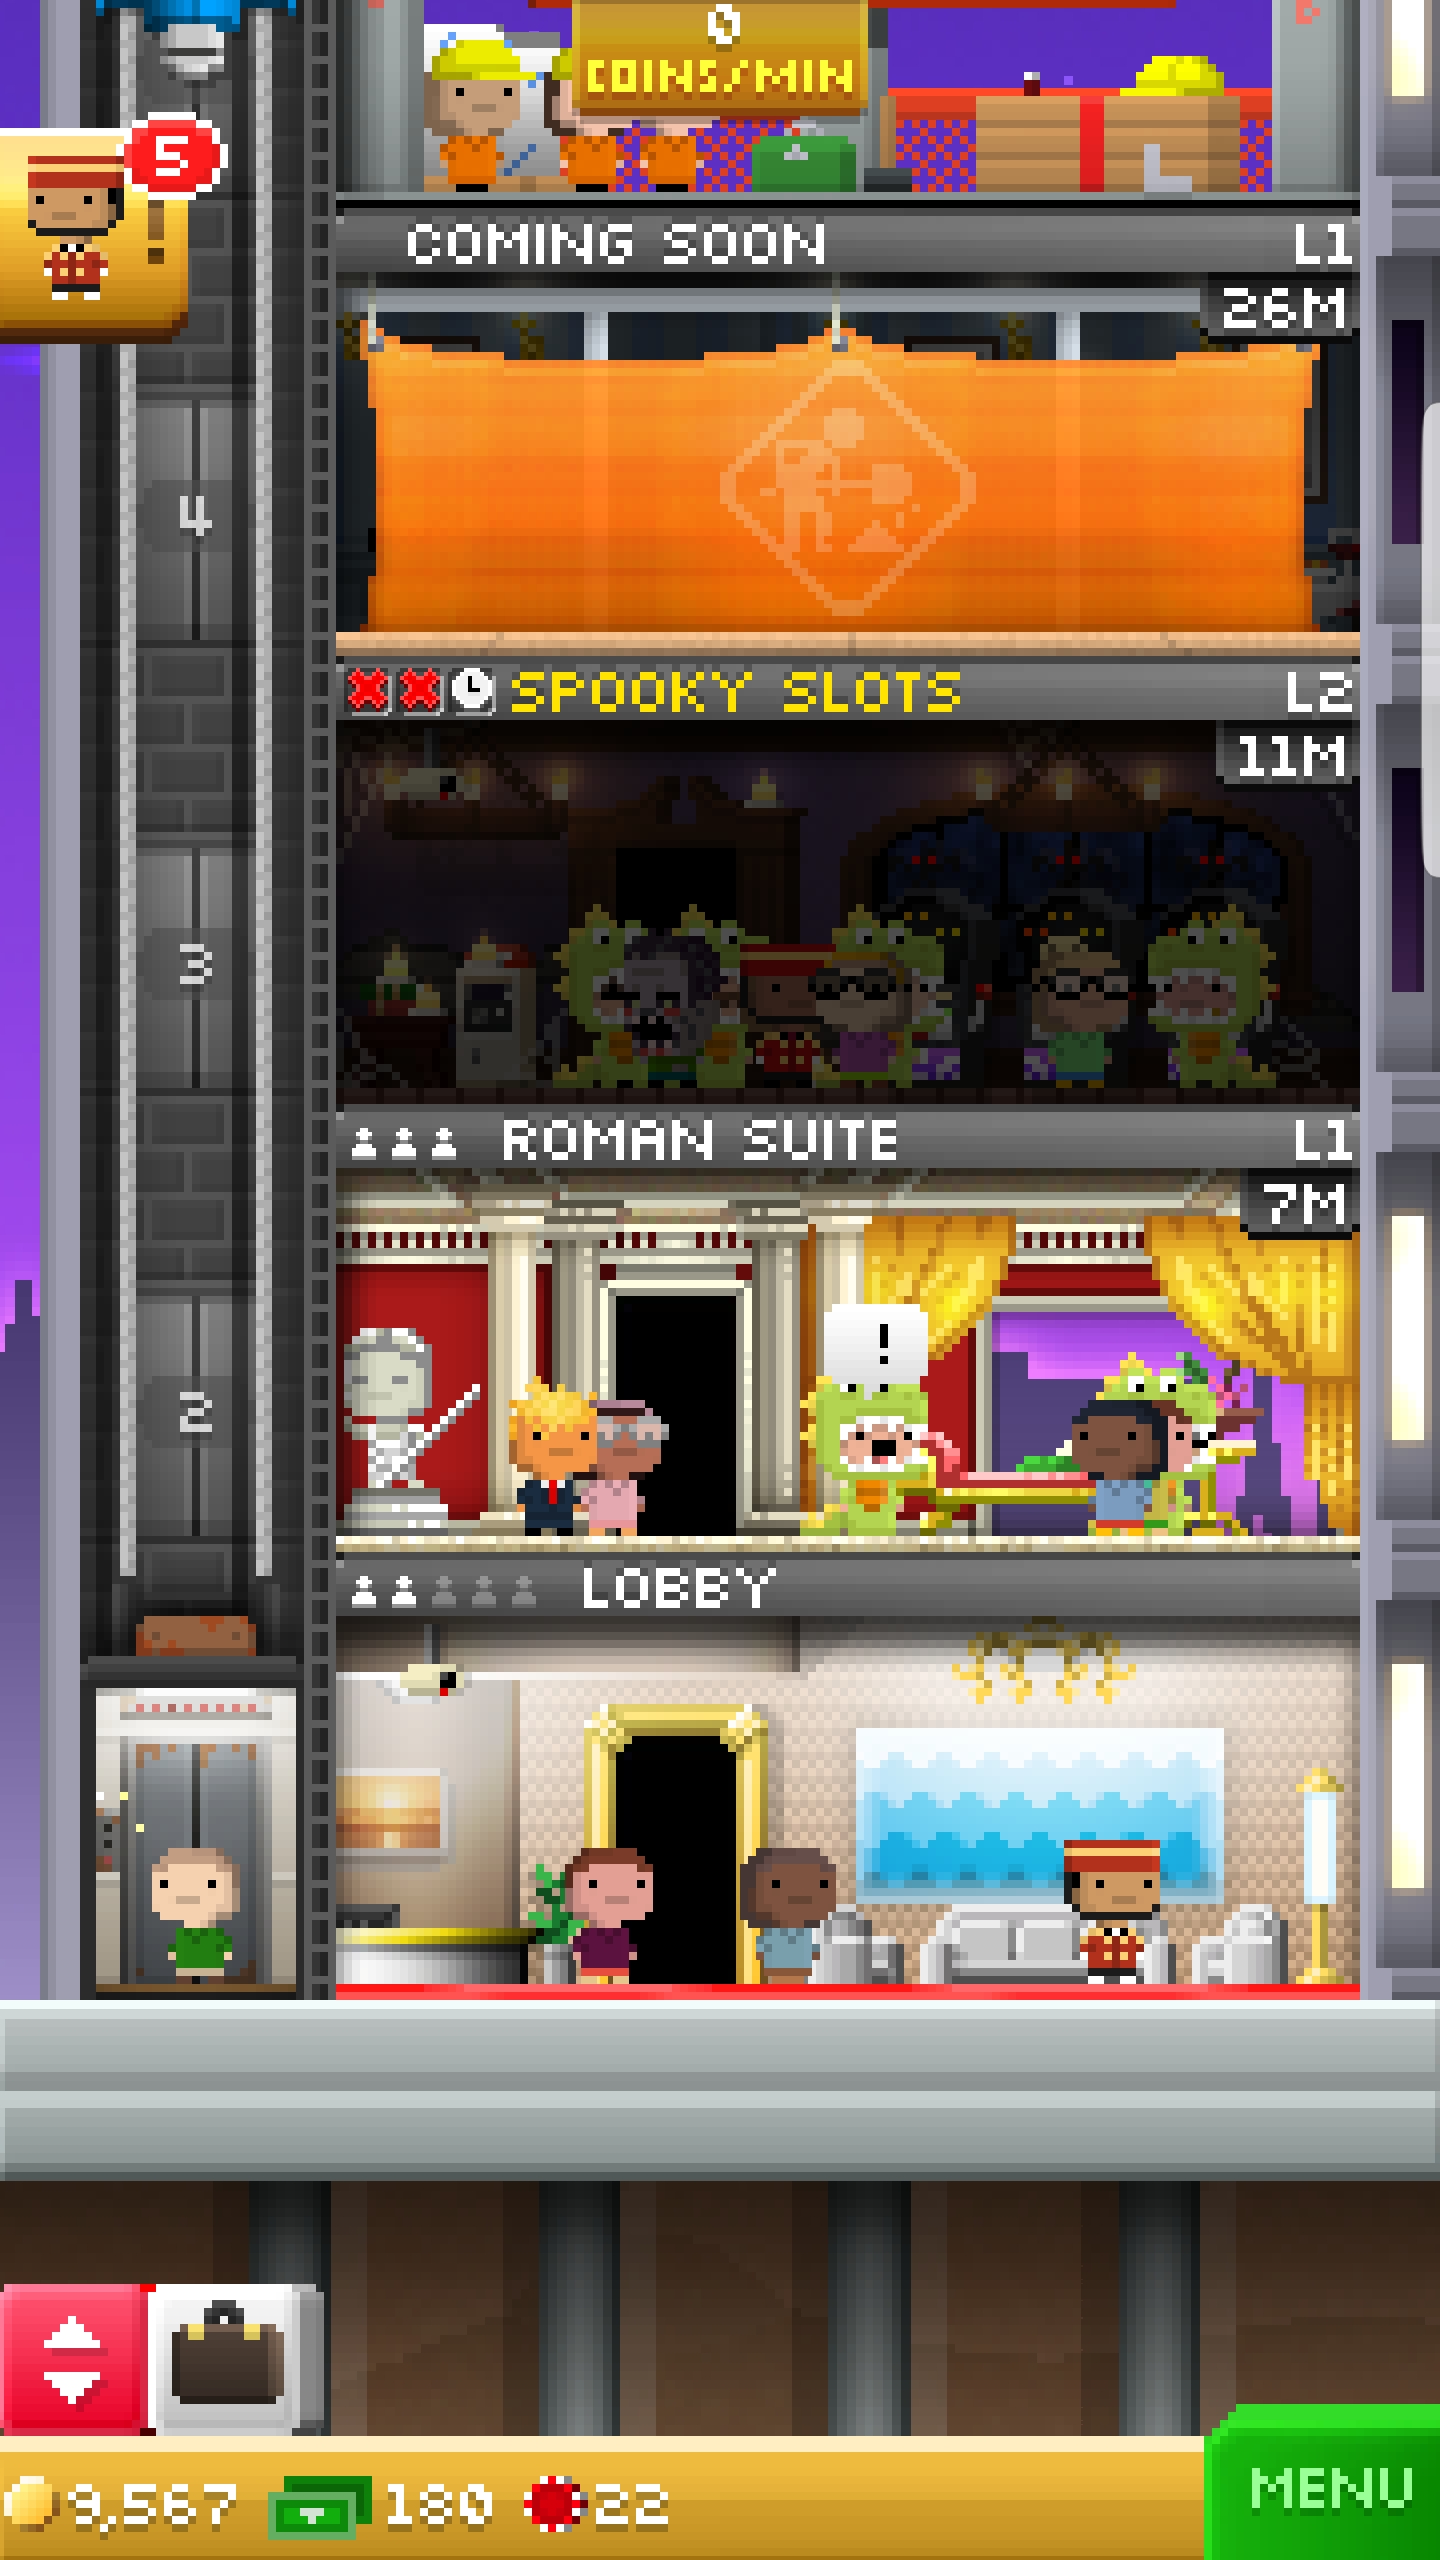 0
COINS/MIN
5
!
COMING SOON L1
26M
4
SPOOKY SLOTS L2
11M
3
ROMAN SUITE L1
7M
!
2
LOBBY
9,567 180 22
MENU